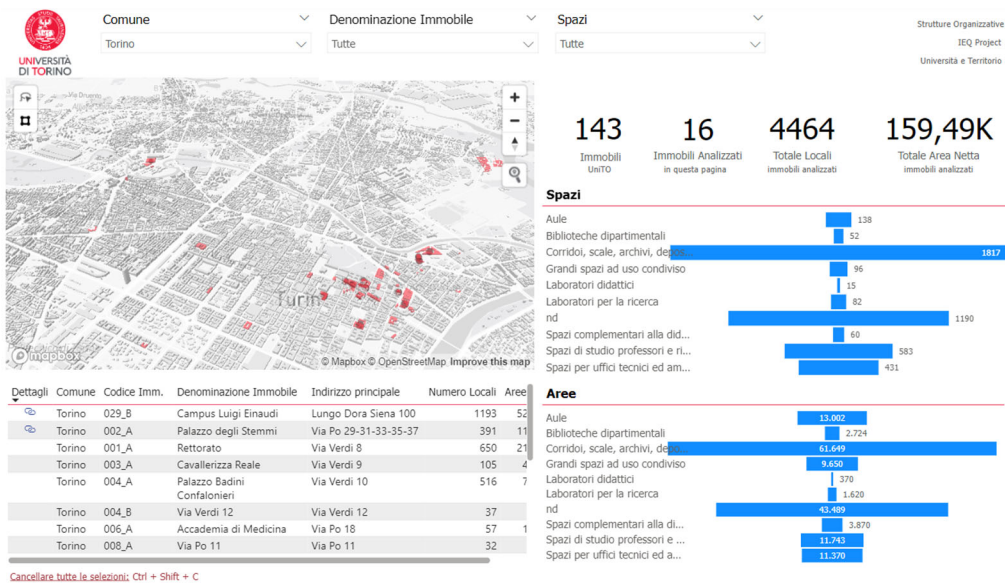 UNIVERSITÀ
DI TORINO
Comune
Torino
Denominazione Immobile
Tutte
Spazi
Tutte
Strutture Organizzative
IEQ Project
Università e Territorio
Turin
mapbox
© Mapbox © OpenStreetMap Improve this map
143
Immobili
UniTO
16
Immobili Analizzati
in questa pagina
4464
Totale Locali
immobili analizzati
159,49K
Totale Area Netta
immobili analizzati
Spazi
Aule 138
Biblioteche dipartimentali 52
Corridoi, scale, archivi, depos... 1817
Grandi spazi ad uso condiviso 96
Laboratori didattici 15
Laboratori per la ricerca 82
nd 1190
Spazi complementari alla did... 60
Spazi di studio professori e ri... 583
Spazi per uffici tecnici ed am... 431
Aree
Aule 13.002
Biblioteche dipartimentali 2.724
Corridoi, scale, archivi, depo... 61.649
Grandi spazi ad uso condiviso 9.650
Laboratori didattici 370
Laboratori per la ricerca 1.620
nd 43.489
Spazi complementari alla di... 3.870
Spazi di studio professori e ... 11.743
Spazi per uffici tecnici ed a... 11.370
Dettagli Comune Codice Imm. Denominazione Immobile Indirizzo principale Numero Locali Aree
Torino 029_B Campus Luigi Einaudi Lungo Dora Siena 100 1193 52
Torino 002_A Palazzo degli Stemmi Via Po 29-31-33-35-37 391 11
Torino 001_A Rettorato Via Verdi 8 650 21
Torino 003_A Cavallerizza Reale Via Verdi 9 105 4
Torino 004_A Palazzo Badini Via Verdi 10 516 7
Confalonieri
Torino 004_B Via Verdi 12 Via Verdi 12 37
Torino 006_A Accademia di Medicina Via Po 18 57 1
Torino 008_A Via Po 11 Via Po 11 32
Cancellare tutte le selezioni: Ctrl + Shift + C